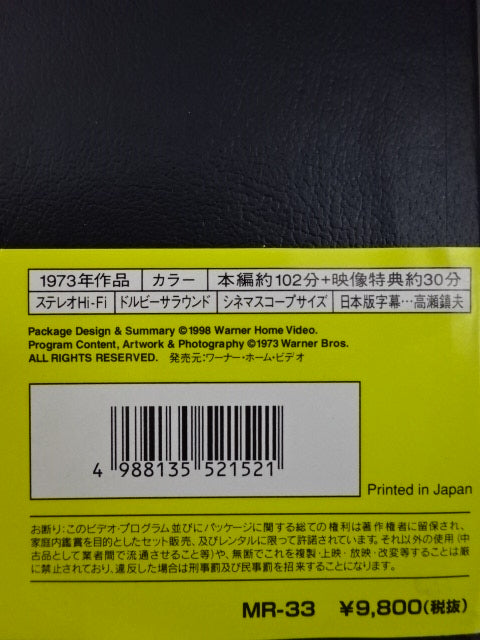 1973年作品 カラー 本編約102分+映像特典約30分
ステレオHi-Fi ドルビーサラウンド シネマスコープサイズ 日本版字幕…高瀬鎮夫
Package Design & Summary ©1998 Warner Home Video.
Program Content, Artwork & Photography ©1973 Warner Bros.
ALL RIGHTS RESERVED. 発売元:ワーナー・ホーム・ビデオ
4 988135 521521
Printed in Japan
お断り:このビデオ・プログラム並びにパッケージに関する総ての権利は著作権者に留保され、
家庭内鑑賞を目的としたセット販売、及びレンタルに限って許諾されています。それ以外の使用(中
古品として業者間で流通させること等)や、無断でこれを複製・上映・放映・改変等することは厳
に禁止されており、違反した場合は刑事罰及び民事罰を招来することになります。
MR-33 ¥9,800(税抜)